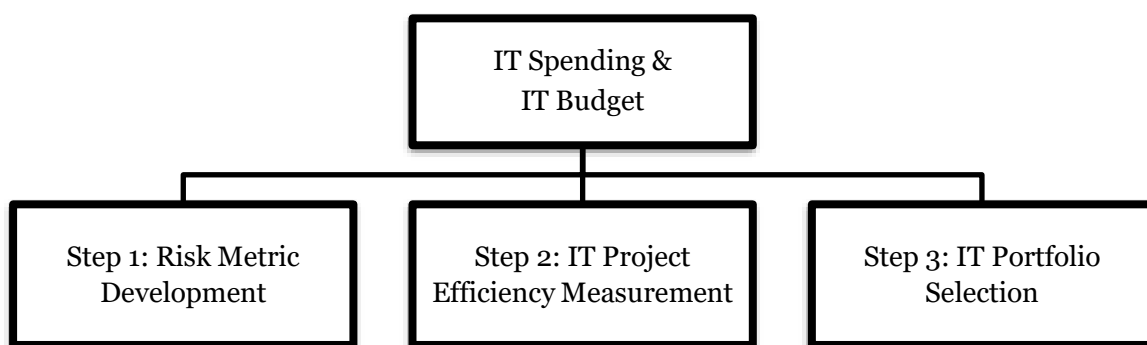 IT Spending &
IT Budget
Step 1: Risk Metric
Development
Step 2: IT Project
Efficiency Measurement
Step 3: IT Portfolio
Selection